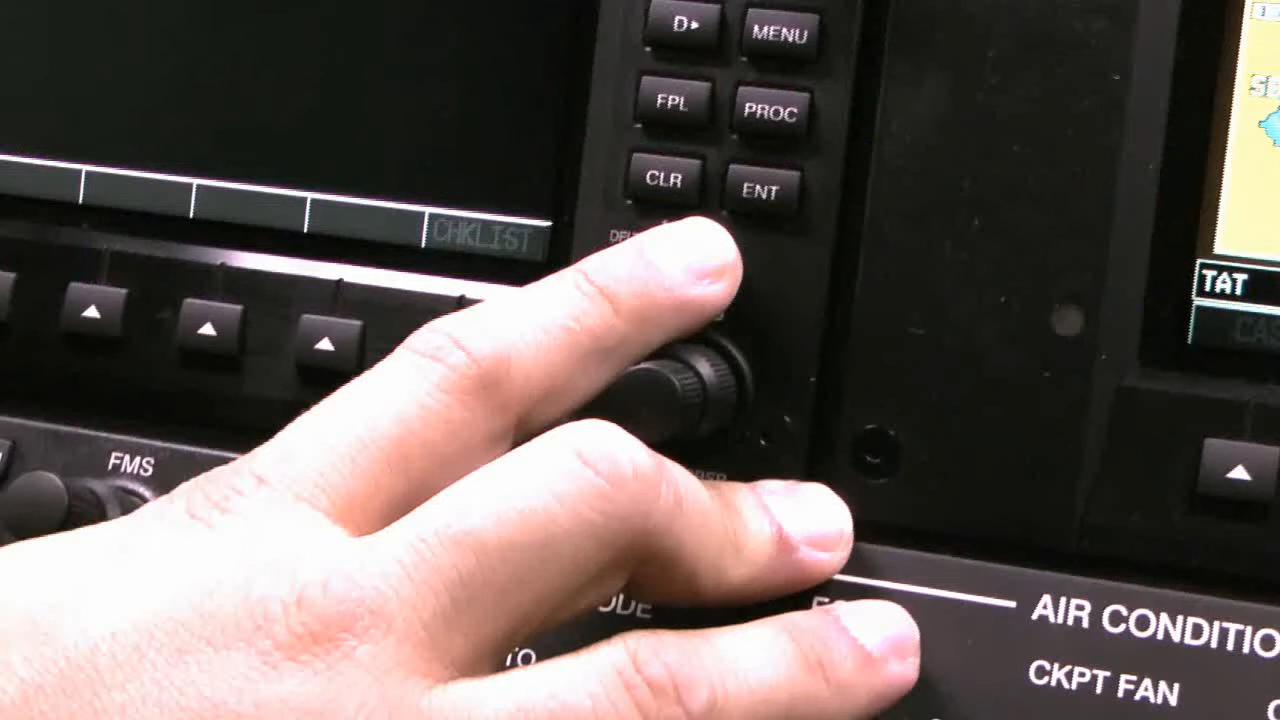 D
MENU
FPL
PROC
CLR
ENT
CHKLIST
TAT
FMS
AIR CONDITIO
CKPT FAN